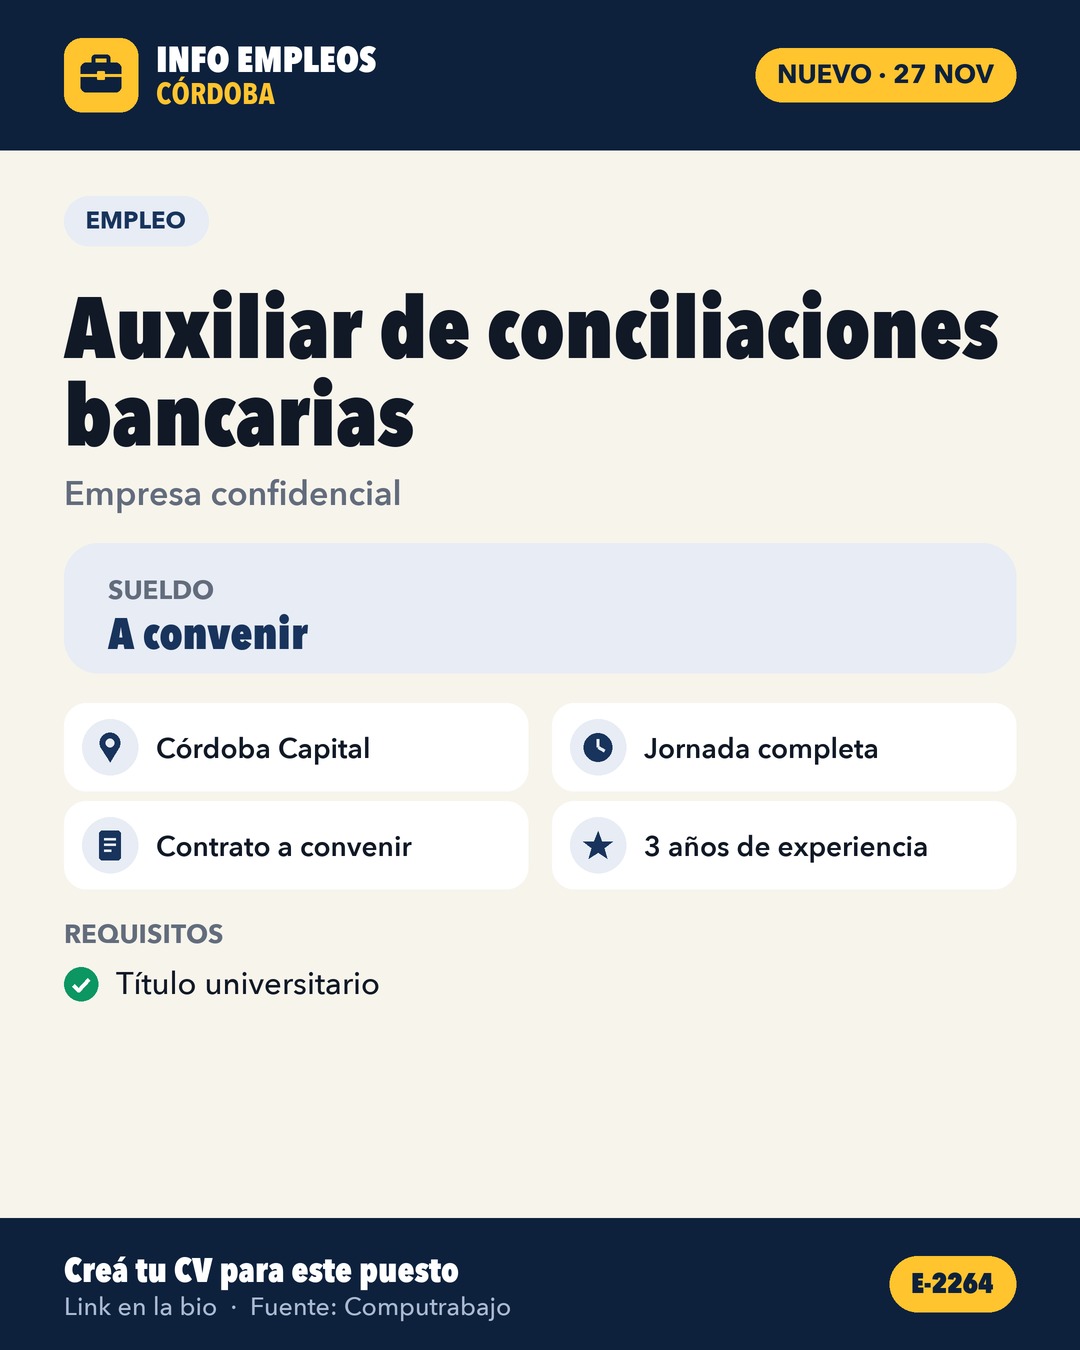 INFO EMPLEOS
CÓRDOBA
NUEVO · 27 NOV
EMPLEO
Auxiliar de conciliaciones
bancarias
Empresa confidencial
SUELDO
A convenir
Córdoba Capital
Jornada completa
Contrato a convenir
3 años de experiencia
REQUISITOS
Título universitario
Creá tu CV para este puesto
Link en la bio · Fuente: Computrabajo
E-2264